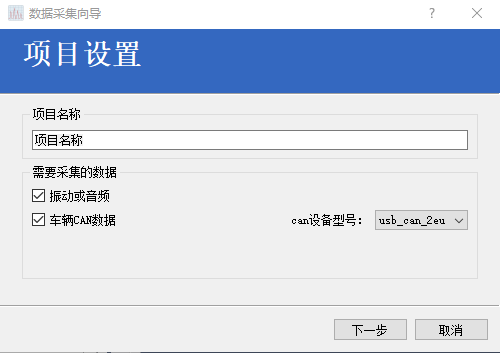 数据采集向导
项目设置
项目名称
项目名称
需要采集的数据
振动或音频
车辆CAN数据 can设备型号： usb_can_2eu
下一步 取消